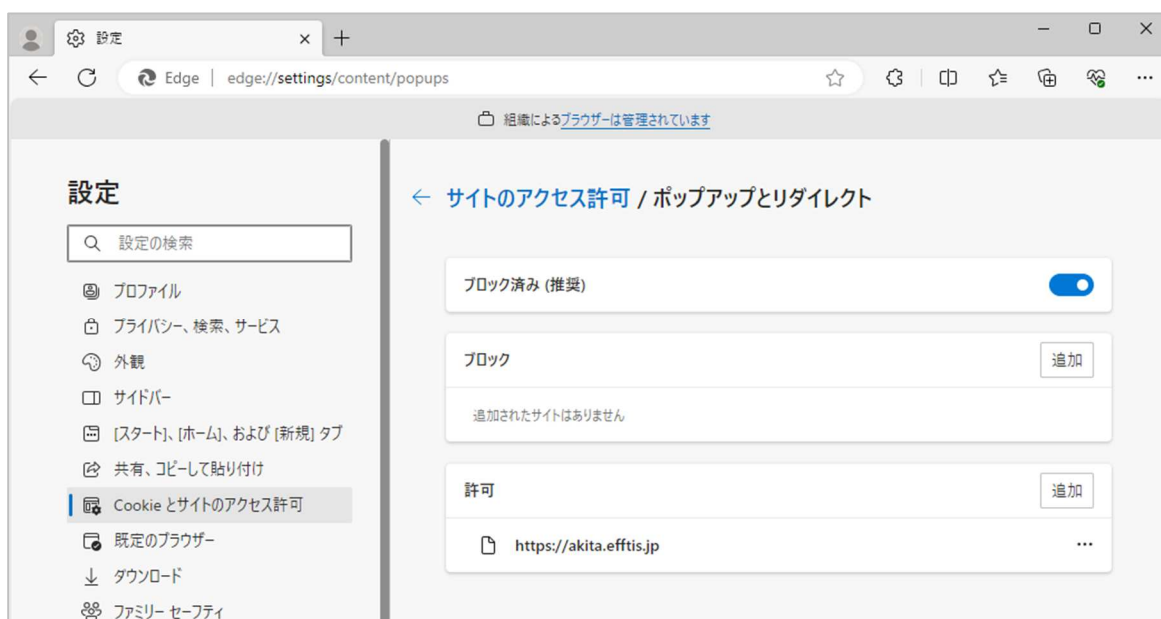 設定
Edge | edge://settings/content/popups
組織によるブラウザーは管理されています
設定
設定の検索
プロファイル
プライバシー、検索、サービス
外観
サイドバー
[スタート]、[ホーム]、および [新規] タブ
共有、コピーして貼り付け
Cookie とサイトのアクセス許可
既定のブラウザー
ダウンロード
ファミリー セーフティ
サイトのアクセス許可 / ポップアップとリダイレクト
ブロック済み (推奨)
ブロック
追加
追加されたサイトはありません
許可
追加
https://akita.efftis.jp